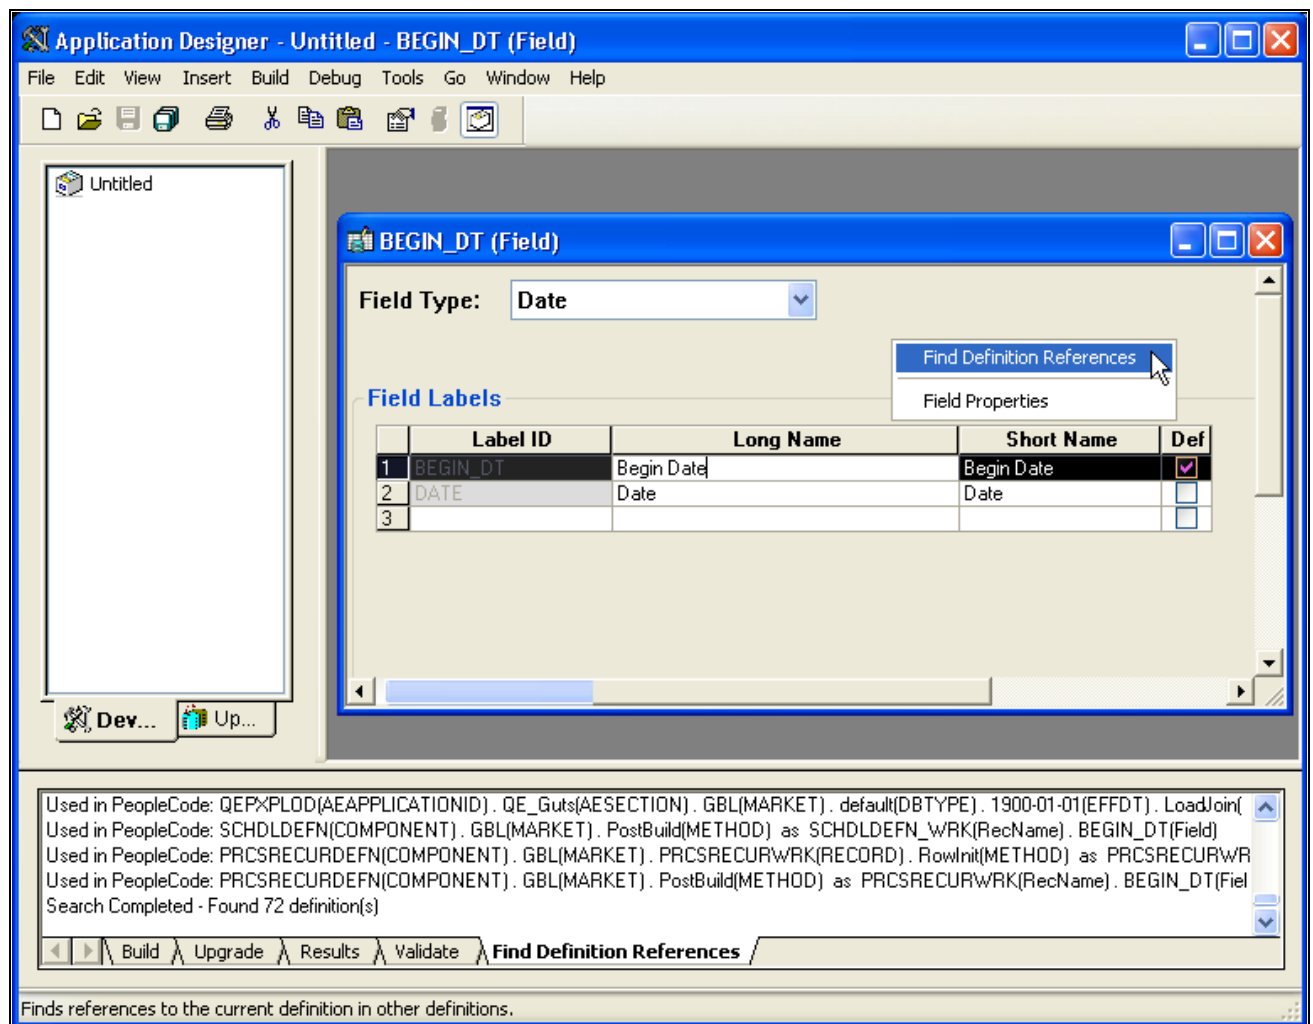 Application Designer - Untitled - BEGIN_DT (Field)
File Edit View Insert Build Debug Tools Go Window Help
Untitled
BEGIN_DT (Field)
Field Type: Date
Find Definition References
Field Properties
Field Labels
Label ID Long Name Short Name Def
1 BEGIN_DT Begin Date Begin Date
2 DATE Date Date
3
Dev... Up...
Used in PeopleCode: QEPXPLOD(AEAPPLICATIONID) . QE_Guts(AESECTION) . GBL(MARKET) . default(DBTYPE) . 1900-01-01(EFFDT) . LoadJoin(
Used in PeopleCode: SCHDLDEFN(COMPONENT) . GBL(MARKET) . PostBuild(METHOD) as SCHDLDEFN_WRK(RecName) . BEGIN_DT(Field)
Used in PeopleCode: PRCSRECURDEFN(COMPONENT) . GBL(MARKET) . PRCSRECURWRK(RECORD) . RowInit(METHOD) as PRCSRECURWR
Used in PeopleCode: PRCSRECURDEFN(COMPONENT) . GBL(MARKET) . PostBuild(METHOD) as PRCSRECURWRK(RecName) . BEGIN_DT(Fiel
Search Completed - Found 72 definition(s)
Build Upgrade Results Validate Find Definition References
Finds references to the current definition in other definitions.